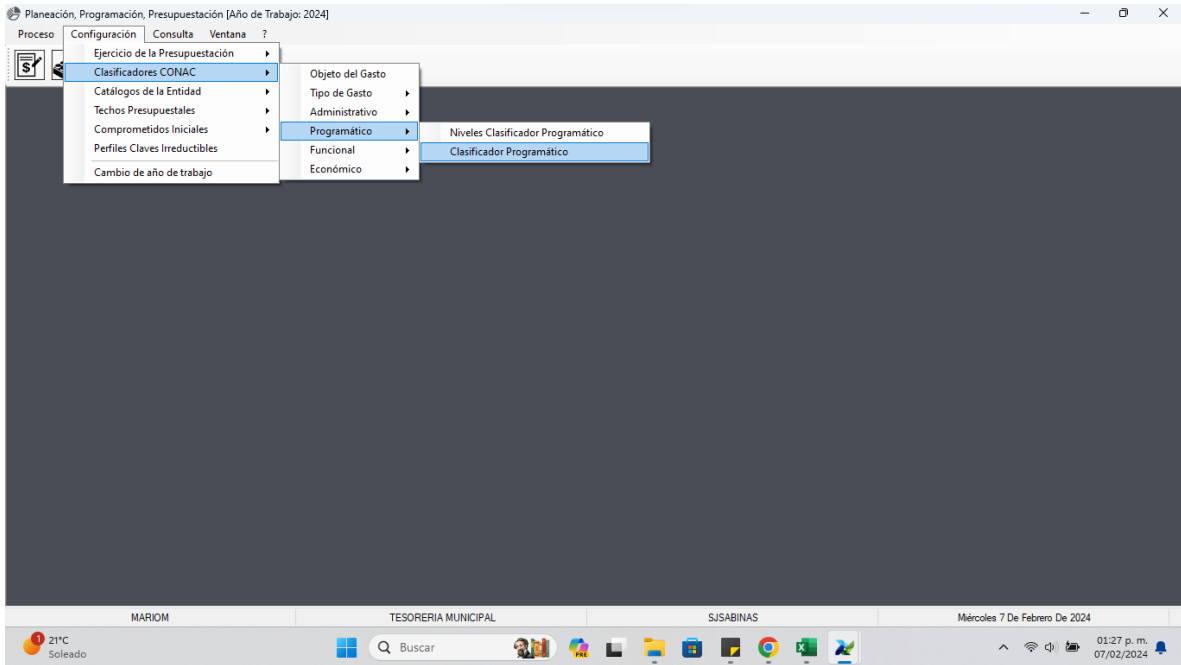 Planeación, Programación, Presupuestación [Año de Trabajo: 2024]
Proceso Configuración Consulta Ventana ?
Ejercicio de la Presupuestación
Clasificadores CONAC
Catálogos de la Entidad
Techos Presupuestales
Comprometidos Iniciales
Perfiles Claves Irreductibles
Cambio de año de trabajo
Objeto del Gasto
Tipo de Gasto
Administrativo
Programático
Funcional
Económico
Niveles Clasificador Programático
Clasificador Programático
MARIOM TESORERIA MUNICIPAL SJSABINAS Miércoles 7 De Febrero De 2024
1 21°C
Soleado
Buscar
PRE
01:27 p. m.
07/02/2024